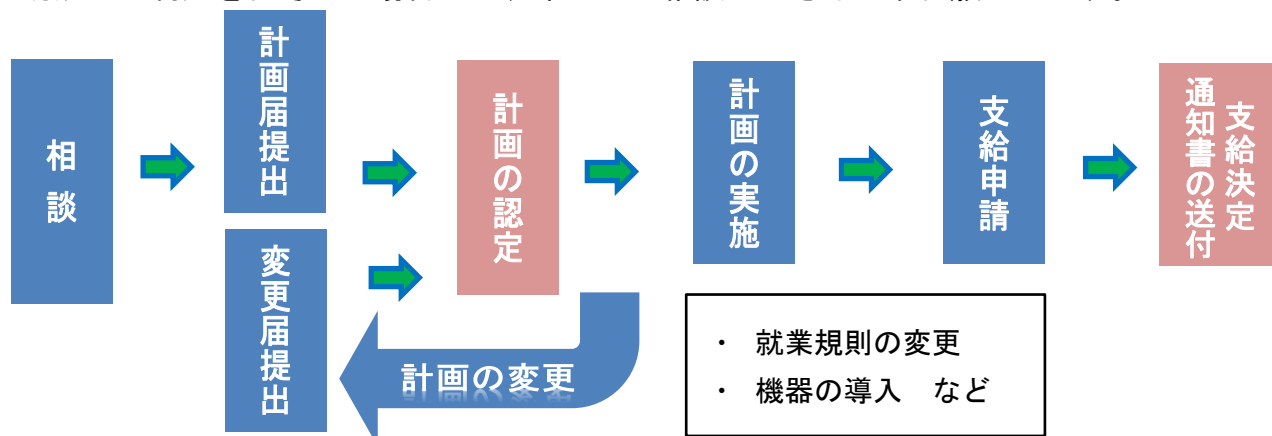 相談
計画届提出
変更届提出
計画の認定
計画の変更
計画の実施
・ 就業規則の変更
・ 機器の導入 など
支給申請
支給決定
通知書の送付